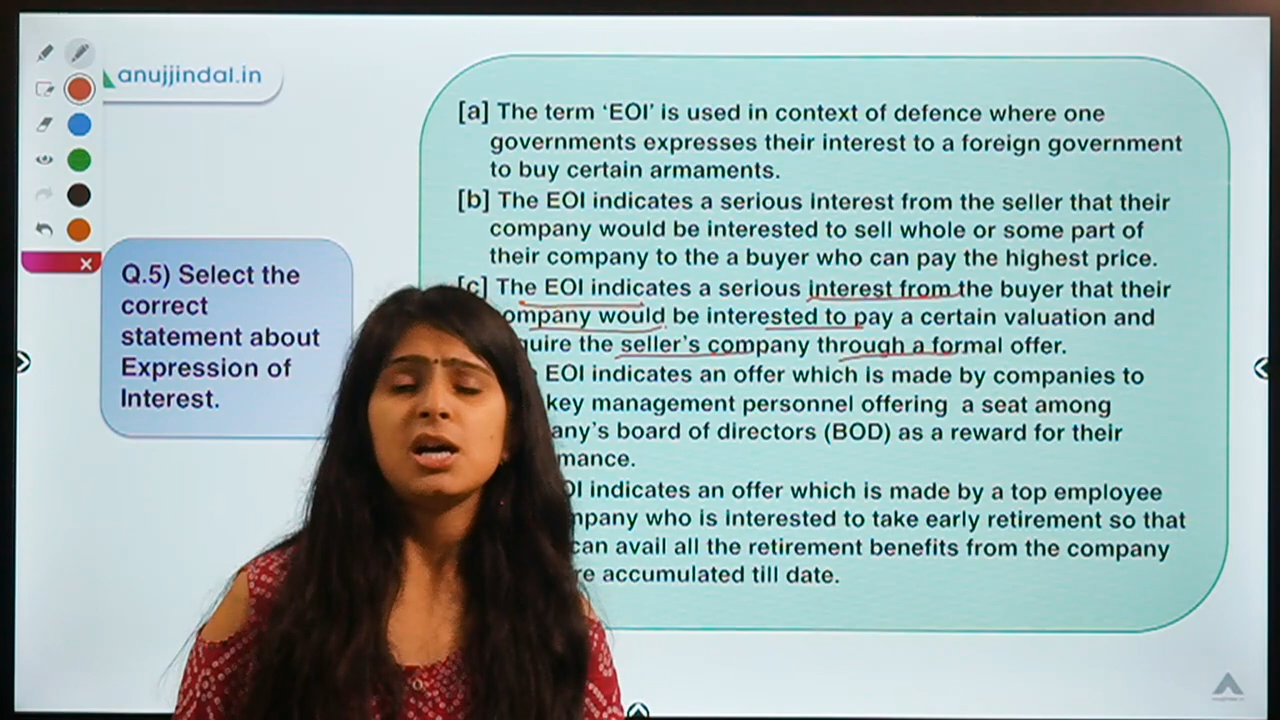 anujjindal.in
[a] The term ‘EOI’ is used in context of defence where one
governments expresses their interest to a foreign government
to buy certain armaments.
[b] The EOI indicates a serious interest from the seller that their
company would be interested to sell whole or some part of
their company to the a buyer who can pay the highest price.
[c] The EOI indicates a serious interest from the buyer that their
ompany would be interested to pay a certain valuation and
quire the seller’s company through a formal offer.
EOI indicates an offer which is made by companies to
key management personnel offering a seat among
any’s board of directors (BOD) as a reward for their
mance.
OI indicates an offer which is made by a top employee
mpany who is interested to take early retirement so that
can avail all the retirement benefits from the company
re accumulated till date.
Q.5) Select the
correct
statement about
Expression of
Interest.